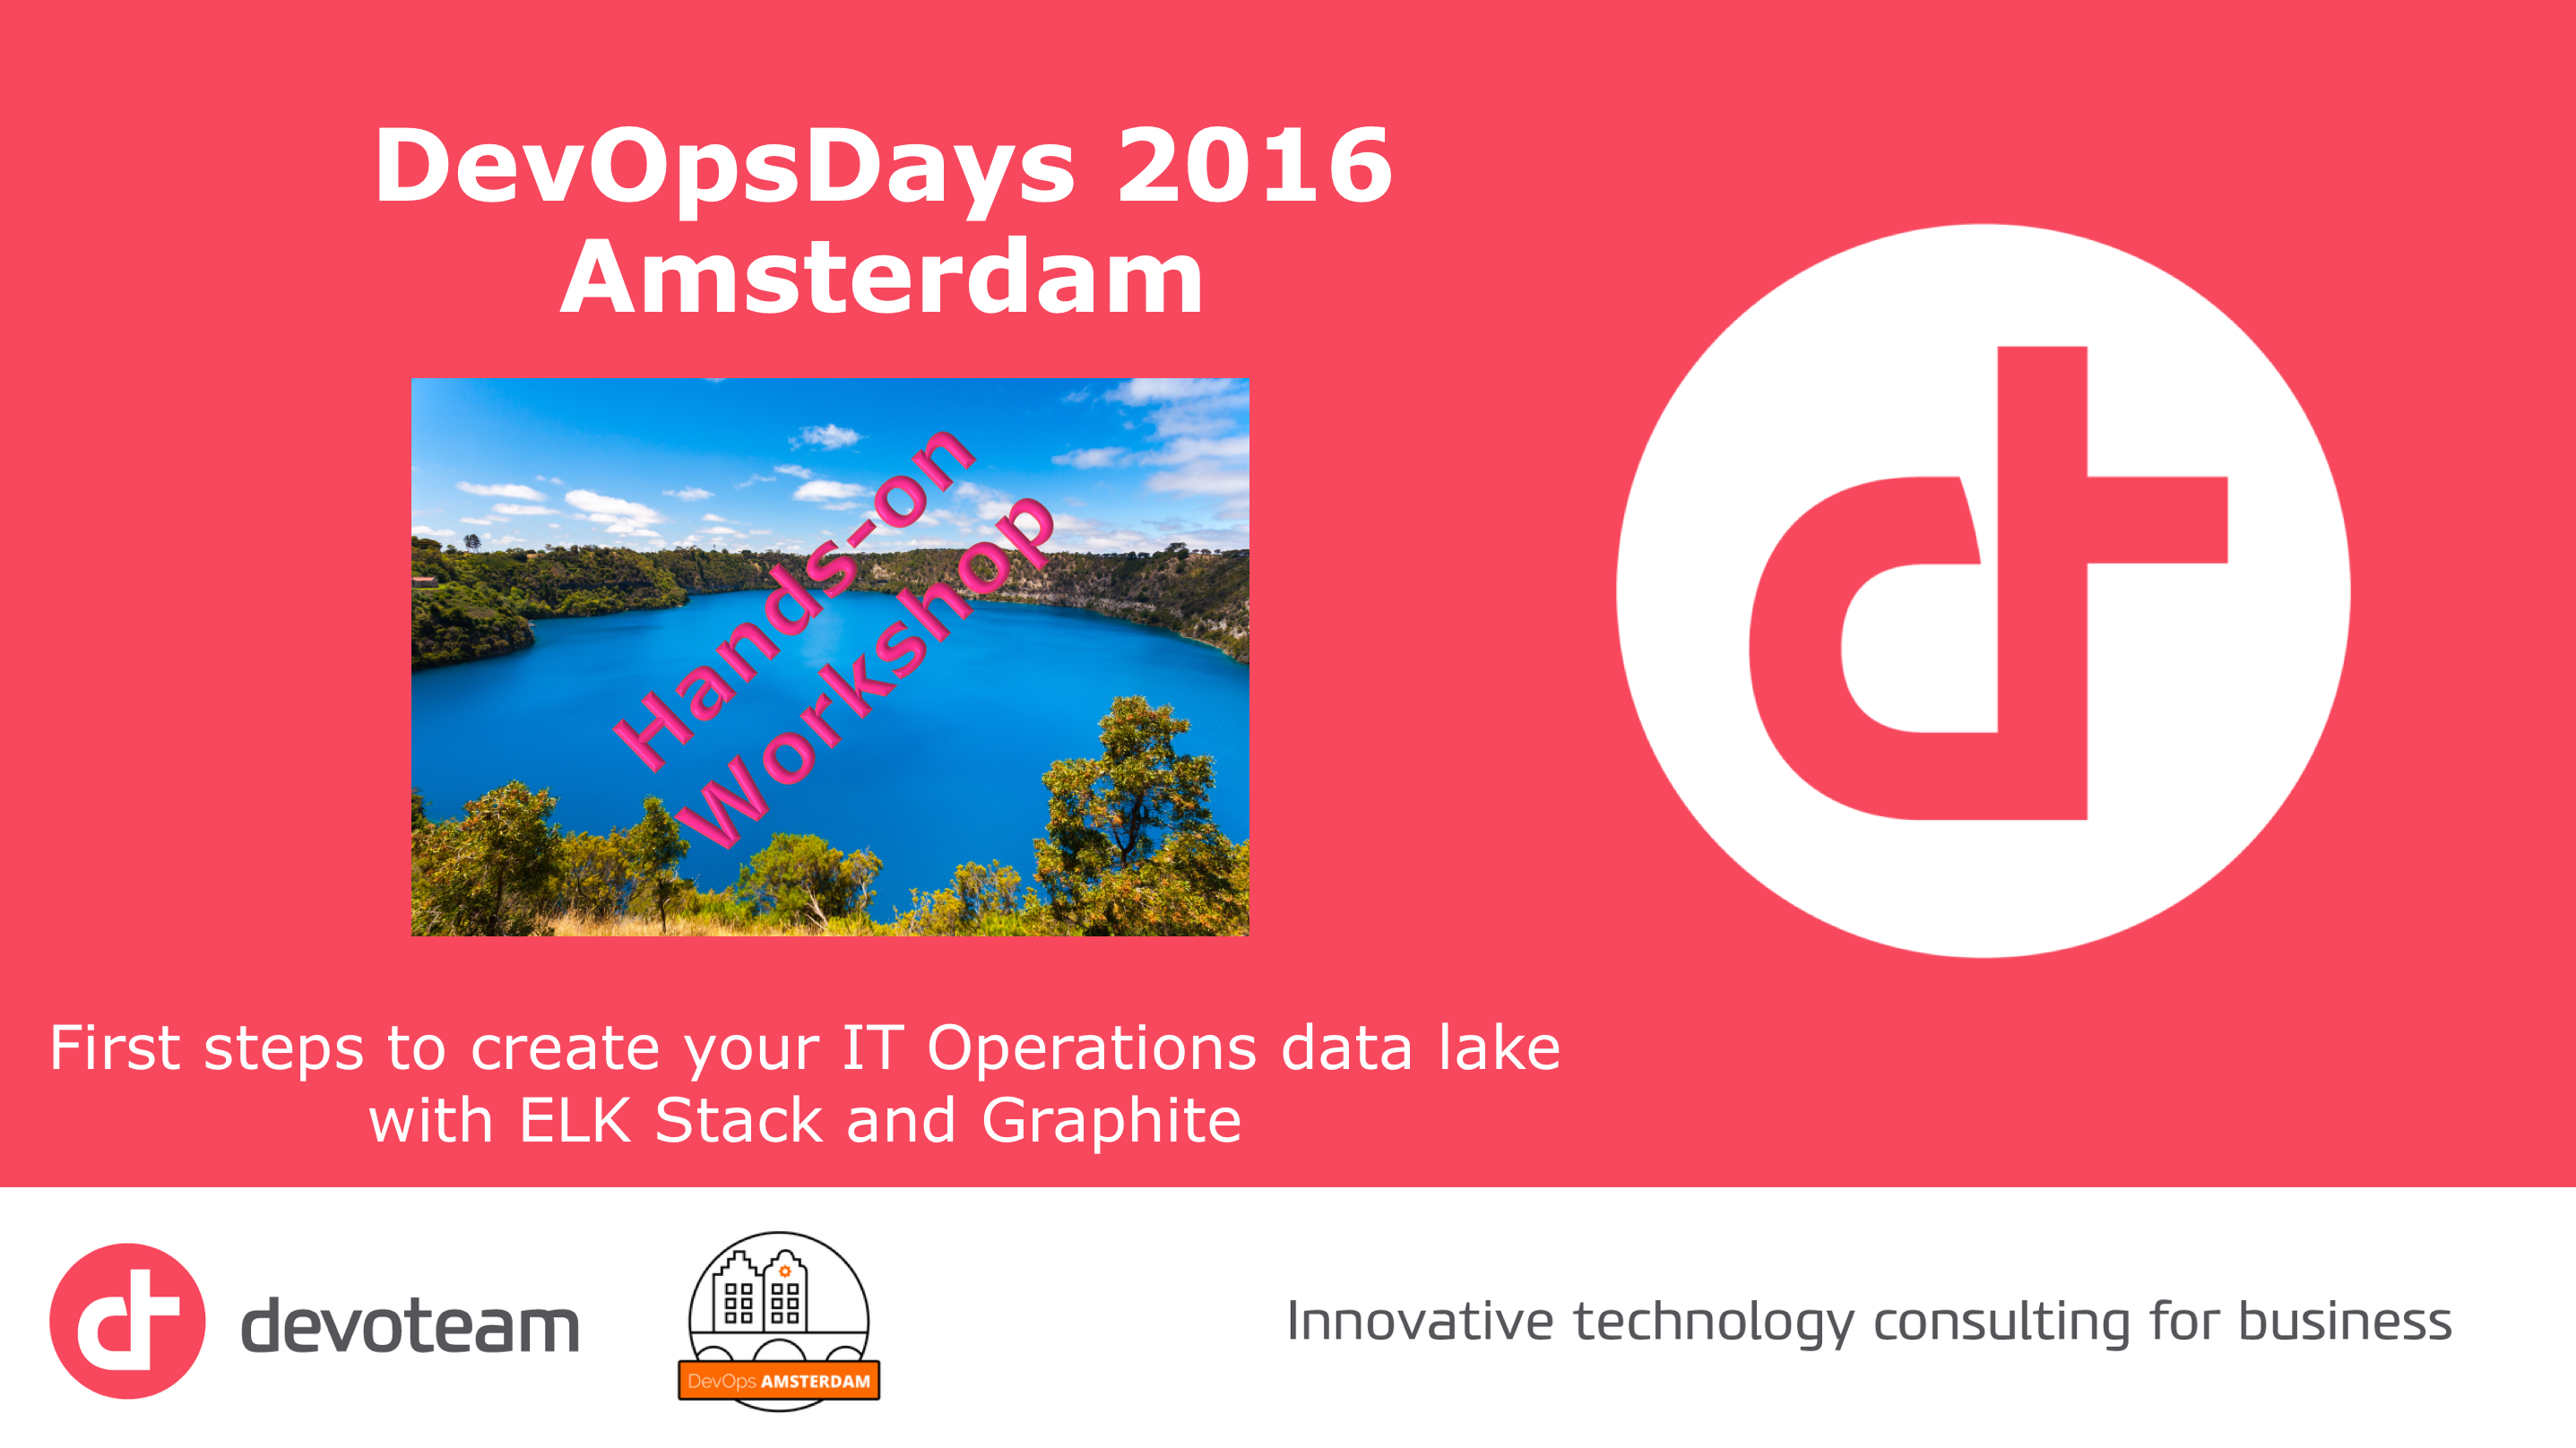 DevOpsDays 2016
Amsterdam
Hands-on
Workshop
First steps to create your IT Operations data lake
with ELK Stack and Graphite
devoteam
DevOps AMSTERDAM
Innovative technology consulting for business